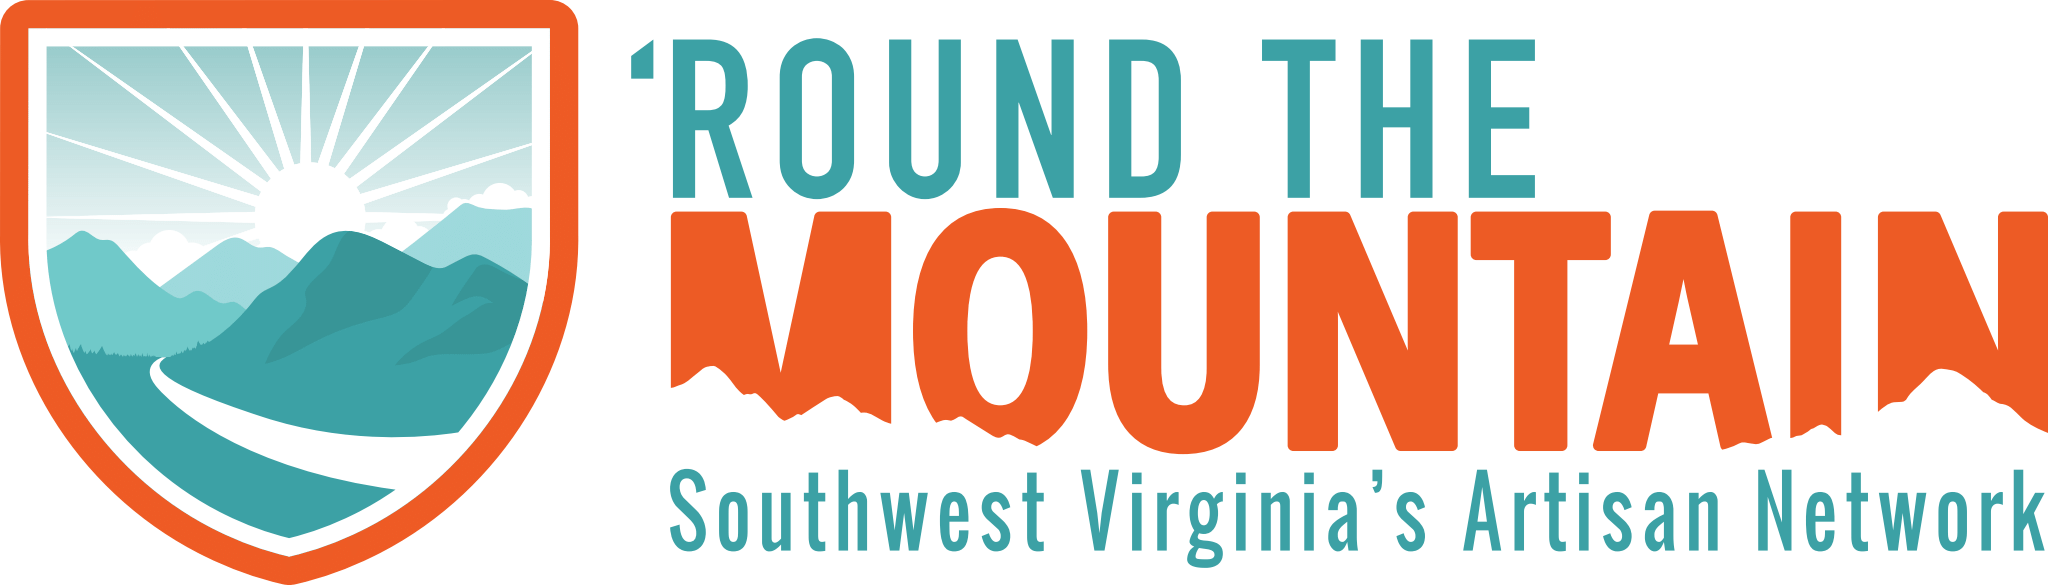 ‘ROUND THE
MOUNTAIN
Southwest Virginia’s Artisan Network